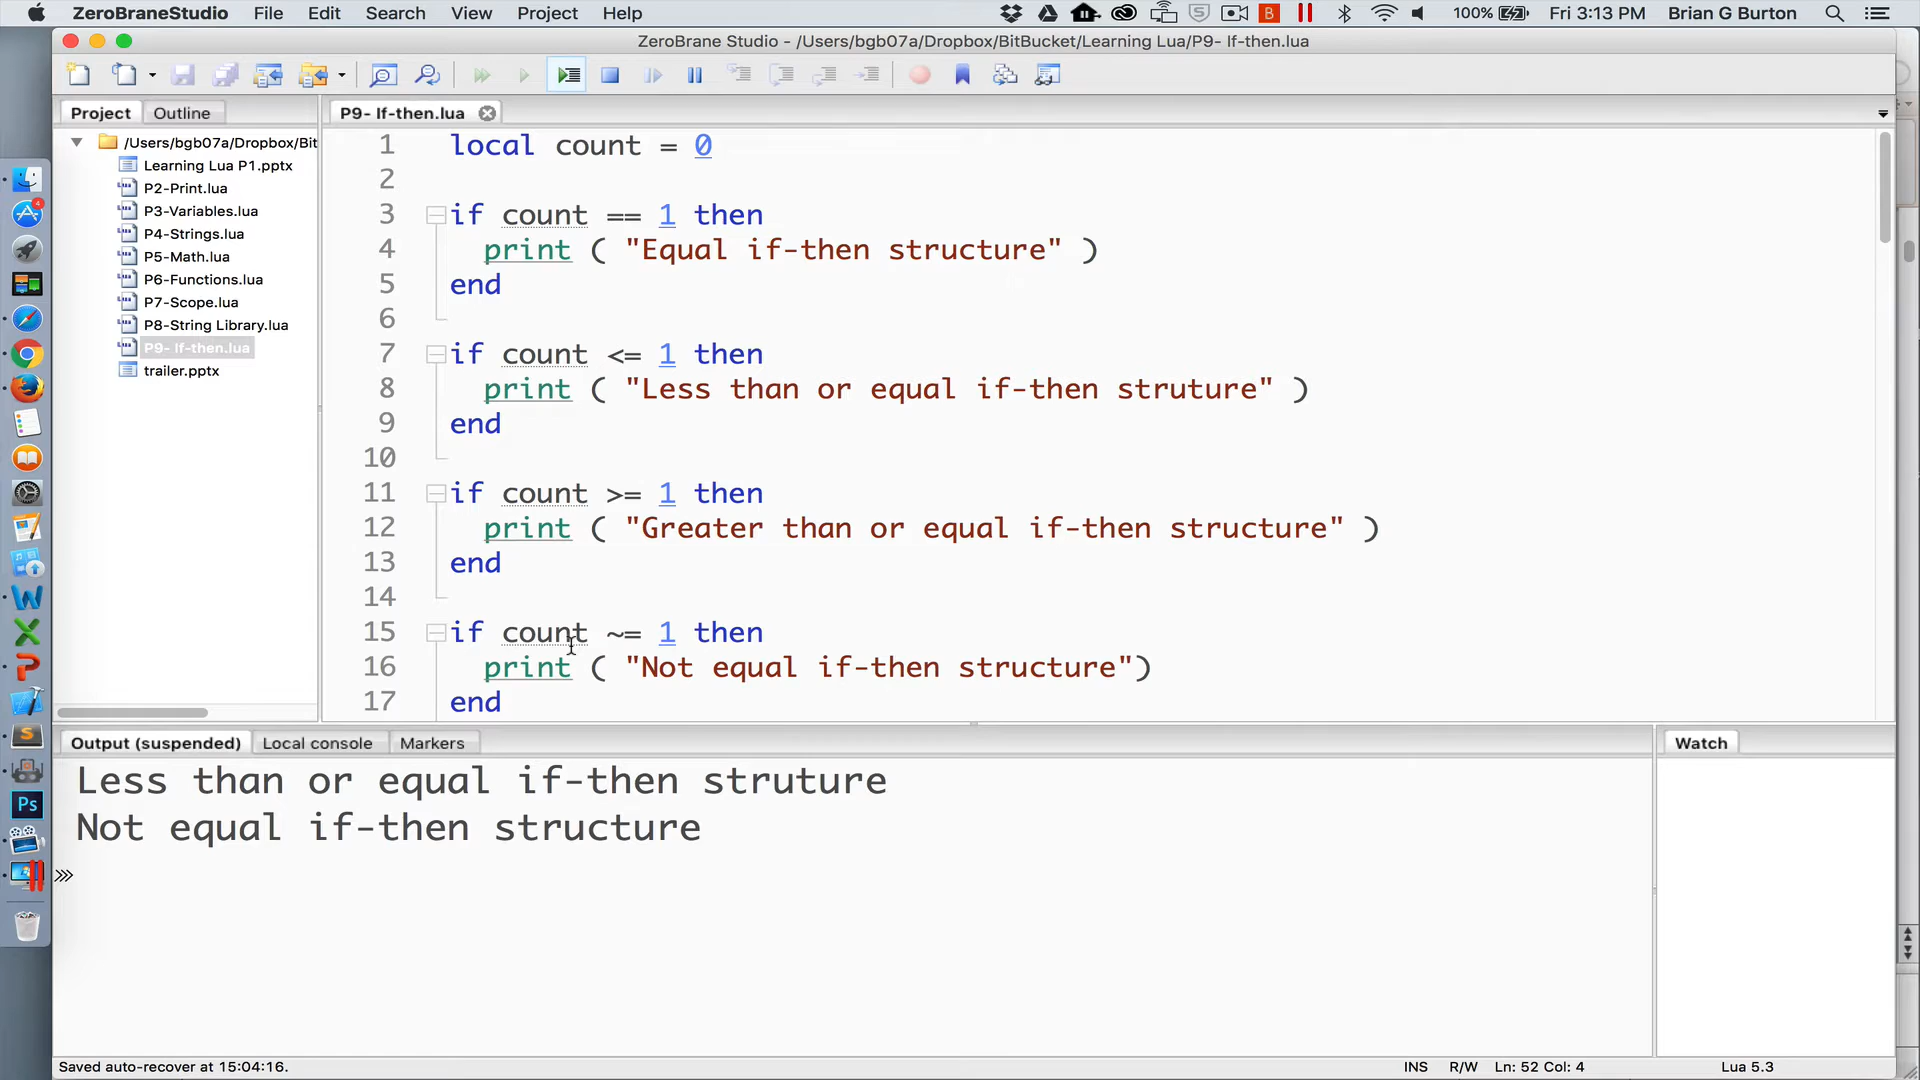 ZeroBraneStudio File Edit Search View Project Help 100% Fri 3:13 PM Brian G Burton
ZeroBrane Studio - /Users/bgb07a/Dropbox/BitBucket/Learning Lua/P9- If-then.lua
Project Outline
P9- If-then.lua
/Users/bgb07a/Dropbox/Bit
Learning Lua P1.pptx
P2-Print.lua
P3-Variables.lua
P4-Strings.lua
P5-Math.lua
P6-Functions.lua
P7-Scope.lua
P8-String Library.lua
P9- If-then.lua
trailer.pptx
1 local count = 0
2
3 if count == 1 then
4 print ( "Equal if-then structure" )
5 end
6
7 if count <= 1 then
8 print ( "Less than or equal if-then struture" )
9 end
10
11 if count >= 1 then
12 print ( "Greater than or equal if-then structure" )
13 end
14
15 if count ~= 1 then
16 print ( "Not equal if-then structure")
17 end
Output (suspended) Local console Markers
Watch
Less than or equal if-then struture
Not equal if-then structure
Ps
Saved auto-recover at 15:04:16. INS R/W Ln: 52 Col: 4 Lua 5.3